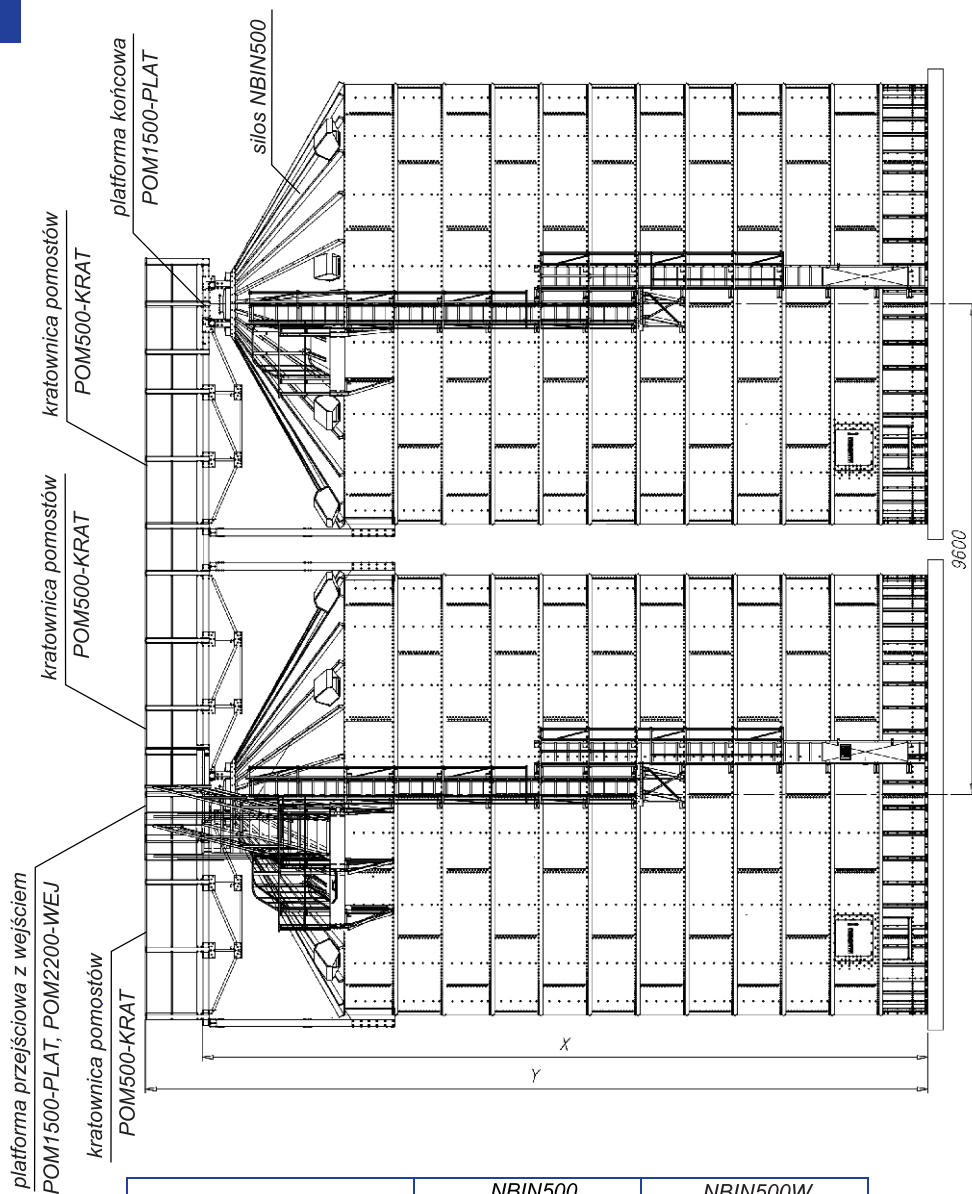 platforma przejściowa z wejściem
POM1500-PLAT, POM2200-WEJ
kratownica pomostów
POM500-KRAT
kratownica pomostów
POM500-KRAT
kratownica pomostów
POM500-KRAT
platforma końcowa
POM1500-PLAT
silos NBIN500
9600
X
Y
NBIN500
NBIN500W